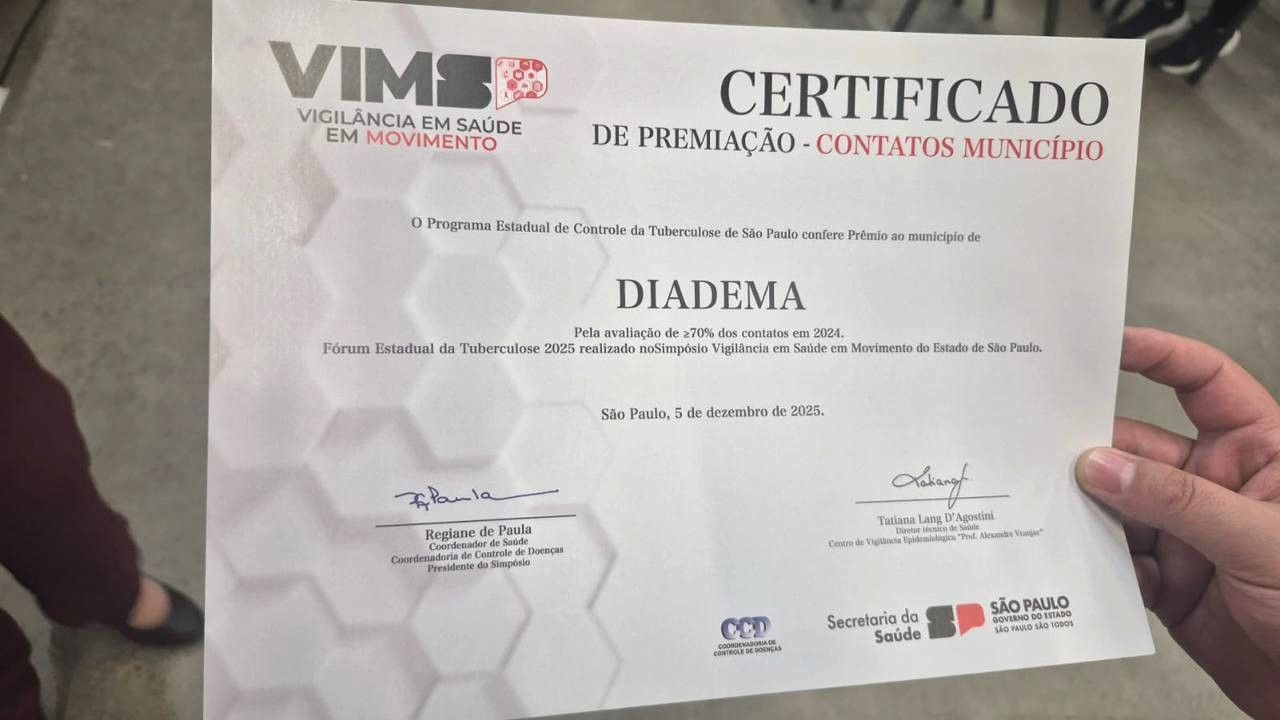 VIMSP
VIGILÂNCIA EM SAÚDE
EM MOVIMENTO
CERTIFICADO
DE PREMIAÇÃO - CONTATOS MUNICÍPIO
O Programa Estadual de Controle da Tuberculose de São Paulo confere Prêmio ao município de
DIADEMA
Pela avaliação de ≥70% dos contatos em 2024.
Fórum Estadual da Tuberculose 2025 realizado noSimpósio Vigilância em Saúde em Movimento do Estado de São Paulo.
São Paulo, 5 de dezembro de 2025.
Paula
Regiane de Paula
Coordenador de Saúde
Coordenadoria de Controle de Doenças
Presidente do Simpósio
Tatiana Lang D'Agostini
Diretor técnico de Saúde
Centro de Vigilância Epidemiológica "Prof. Alexandre Vranjac"
CCD
COORDENADORIA DE
CONTROLE DE DOENÇAS
Secretaria da
Saúde
SP
SÃO PAULO
GOVERNO DO ESTADO
SÃO PAULO SÃO TODOS